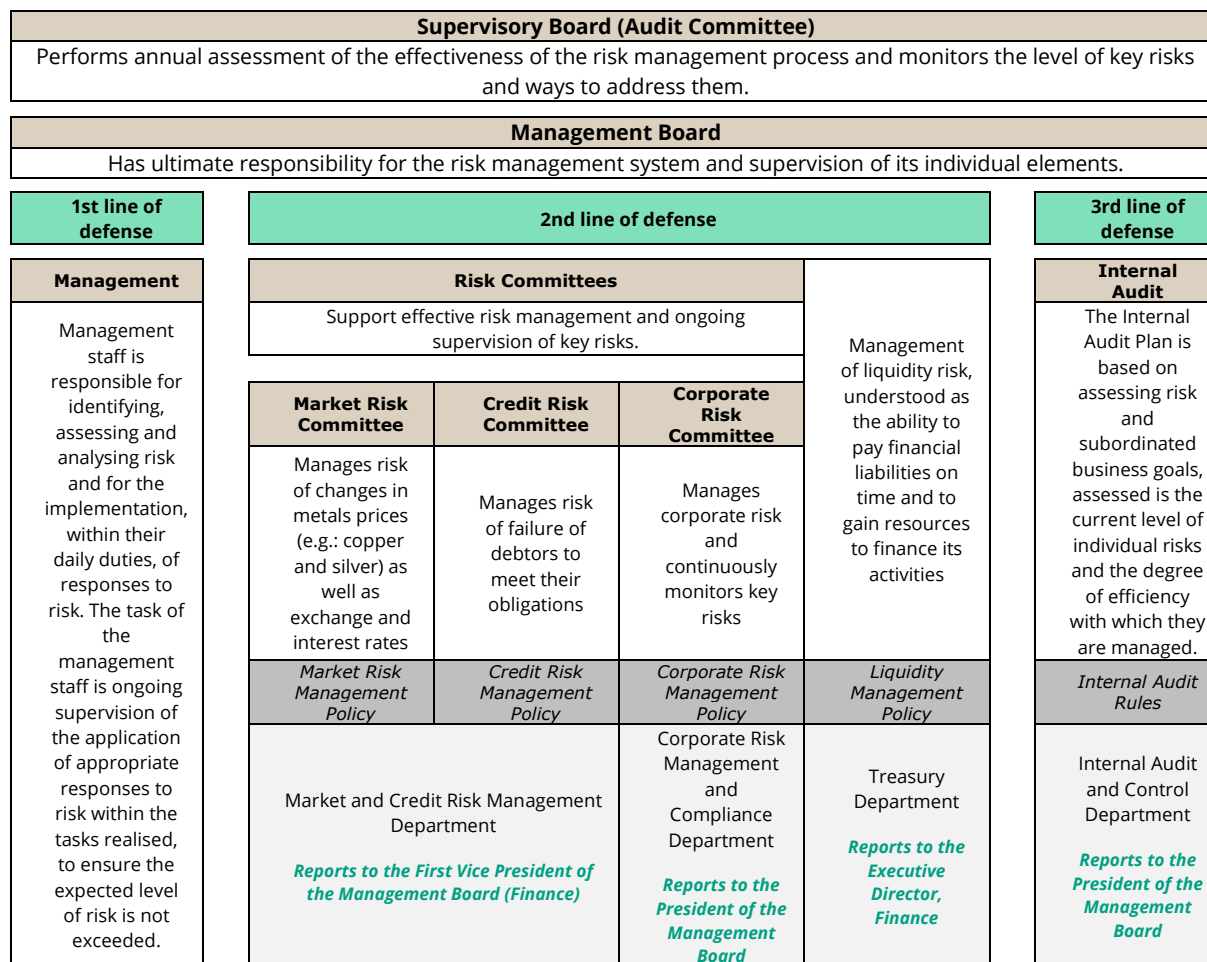 Supervisory Board (Audit Committee)
Performs annual assessment of the effectiveness of the risk management process and monitors the level of key risks
and ways to address them.
Management Board
Has ultimate responsibility for the risk management system and supervision of its individual elements.
1st line of
defense
2nd line of defense
3rd line of
defense
Management
Management
staff is
responsible for
identifying,
assessing and
analysing risk
and for the
implementation,
within their
daily duties, of
responses to
risk. The task of
the
management
staff is ongoing
supervision of
the application
of appropriate
responses to
risk within the
tasks realised,
to ensure the
expected level
of risk is not
exceeded.
Risk Committees
Support effective risk management and ongoing
supervision of key risks.
Market Risk
Committee
Manages risk
of changes in
metals prices
(e.g.: copper
and silver) as
well as
exchange and
interest rates
Market Risk
Management
Policy
Credit Risk
Committee
Manages risk
of failure of
debtors to
meet their
obligations
Credit Risk
Management
Policy
Market and Credit Risk Management
Department
Reports to the First Vice President of
the Management Board (Finance)
Corporate
Risk
Committee
Manages
corporate risk
and
continuously
monitors key
risks
Corporate Risk
Management
Policy
Corporate Risk
Management
and
Compliance
Department
Reports to the
President of the
Management
Board
Management
of liquidity risk,
understood as
the ability to
pay financial
liabilities on
time and to
gain resources
to finance its
activities
Liquidity
Management
Policy
Treasury
Department
Reports to the
Executive
Director,
Finance
Internal
Audit
The Internal
Audit Plan is
based on
assessing risk
and
subordinated
business goals,
assessed is the
current level of
individual risks
and the degree
of efficiency
with which they
are managed.
Internal Audit
Rules
Internal Audit
and Control
Department
Reports to the
President of the
Management
Board